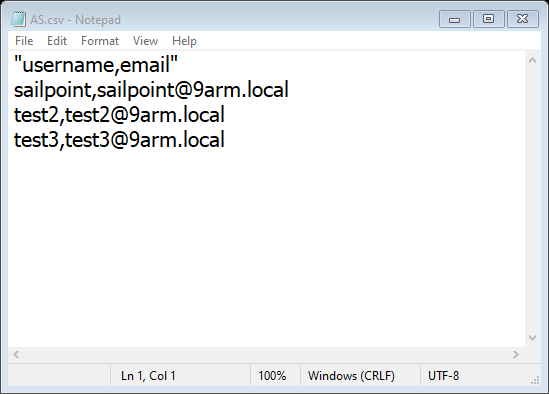 AS.csv - Notepad
File Edit Format View Help
"username,email"
sailpoint,sailpoint@9arm.local
test2,test2@9arm.local
test3,test3@9arm.local
Ln 1, Col 1 100% Windows (CRLF) UTF-8